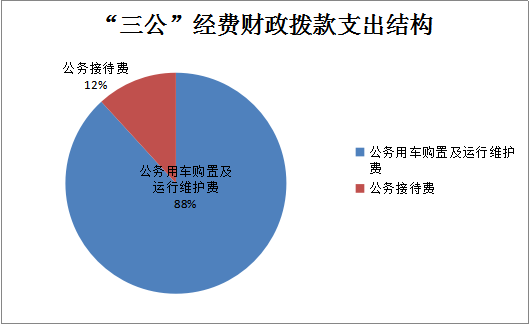 “三公”经费财政拨款支出结构
公务接待费
12%
公务用车购置及
运行维护费
88%
公务用车购置及运行维护
费
公务接待费